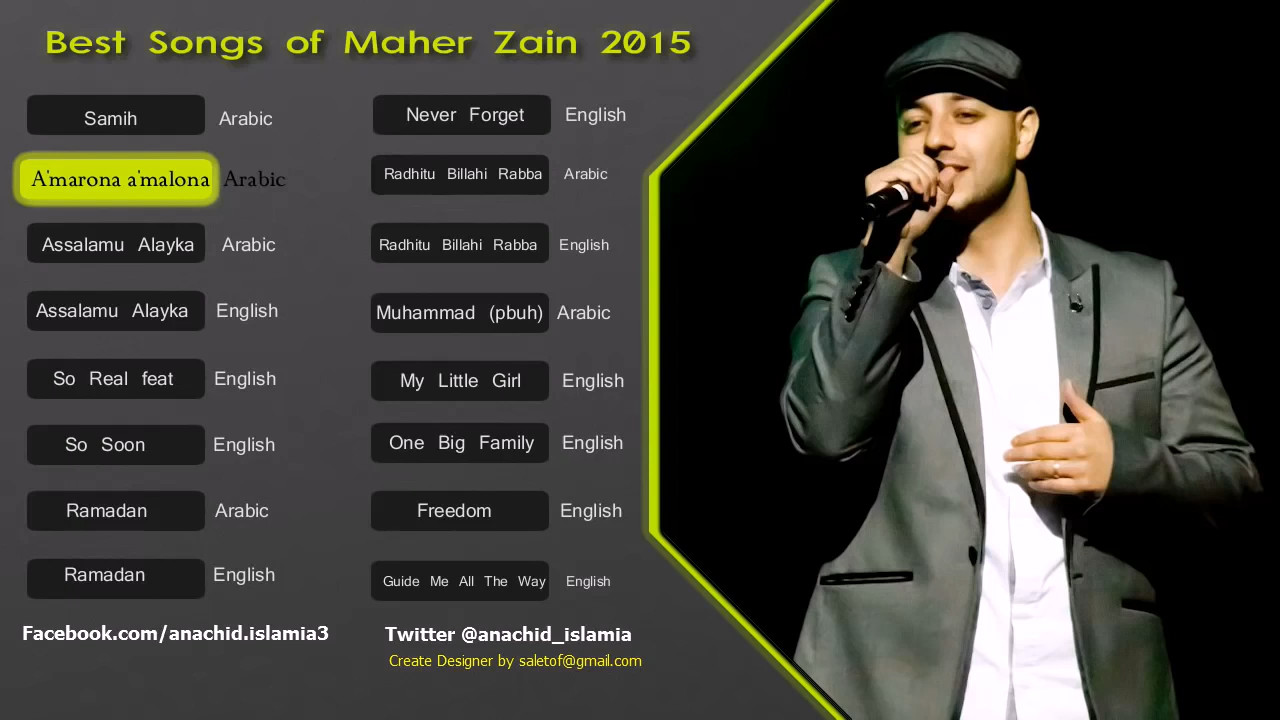 Best Songs of Maher Zain 2015
Samih Arabic
A'marona a'malona Arabic
Assalamu Alayka Arabic
Assalamu Alayka English
So Real feat English
So Soon English
Ramadan Arabic
Ramadan English
Never Forget English
Radhitu Billahi Rabba Arabic
Radhitu Billahi Rabba English
Muhammad (pbuh) Arabic
My Little Girl English
One Big Family English
Freedom English
Guide Me All The Way English
Facebook.com/anachid.islamia3
Twitter @anachid_islamia
Create Designer by saletof@gmail.com